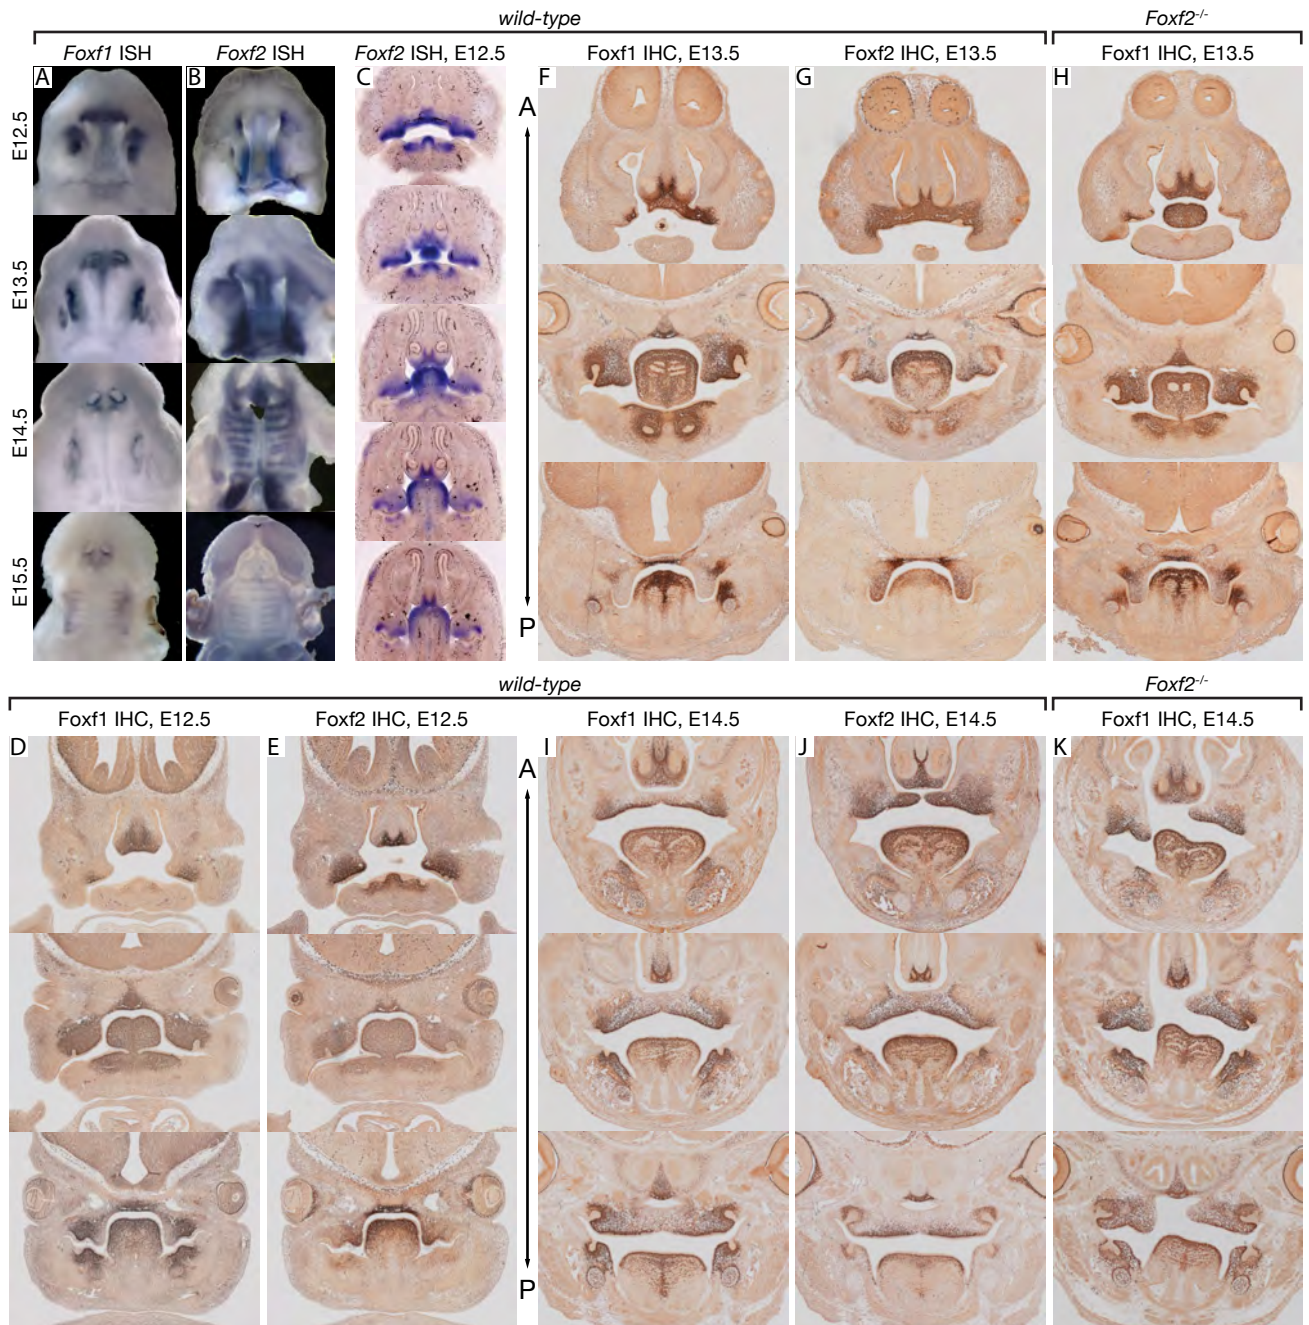 wild-type
Foxf2-/-
Foxf1 ISH
Foxf2 ISH
Foxf2 ISH, E12.5
Foxf1 IHC, E13.5
Foxf2 IHC, E13.5
Foxf1 IHC, E13.5
A
B
C
F
G
H
E12.5
E13.5
E14.5
E15.5
A
P
wild-type
Foxf2-/-
Foxf1 IHC, E12.5
Foxf2 IHC, E12.5
Foxf1 IHC, E14.5
Foxf2 IHC, E14.5
Foxf1 IHC, E14.5
D
E
I
J
K
A
P